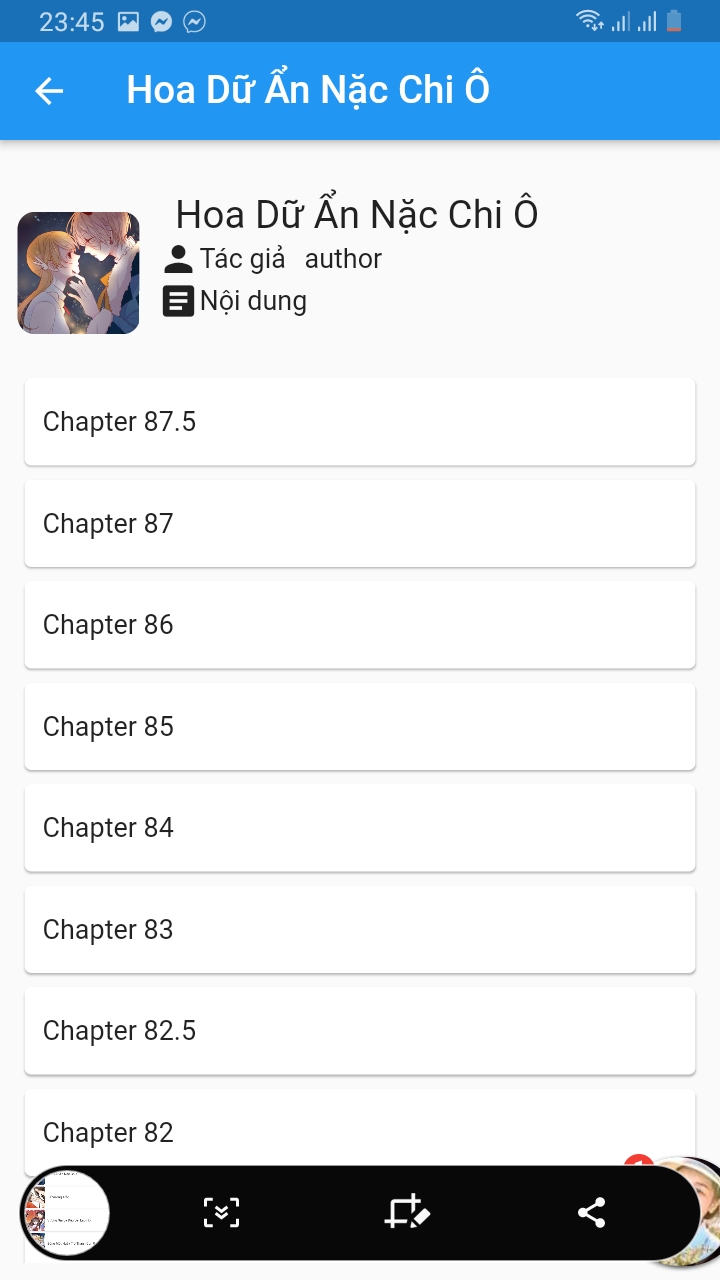 23:45
Hoa Dữ Ẩn Nặc Chi Ô
Hoa Dữ Ẩn Nặc Chi Ô
Tác giả author
Nội dung
Chapter 87.5
Chapter 87
Chapter 86
Chapter 85
Chapter 84
Chapter 83
Chapter 82.5
Chapter 82